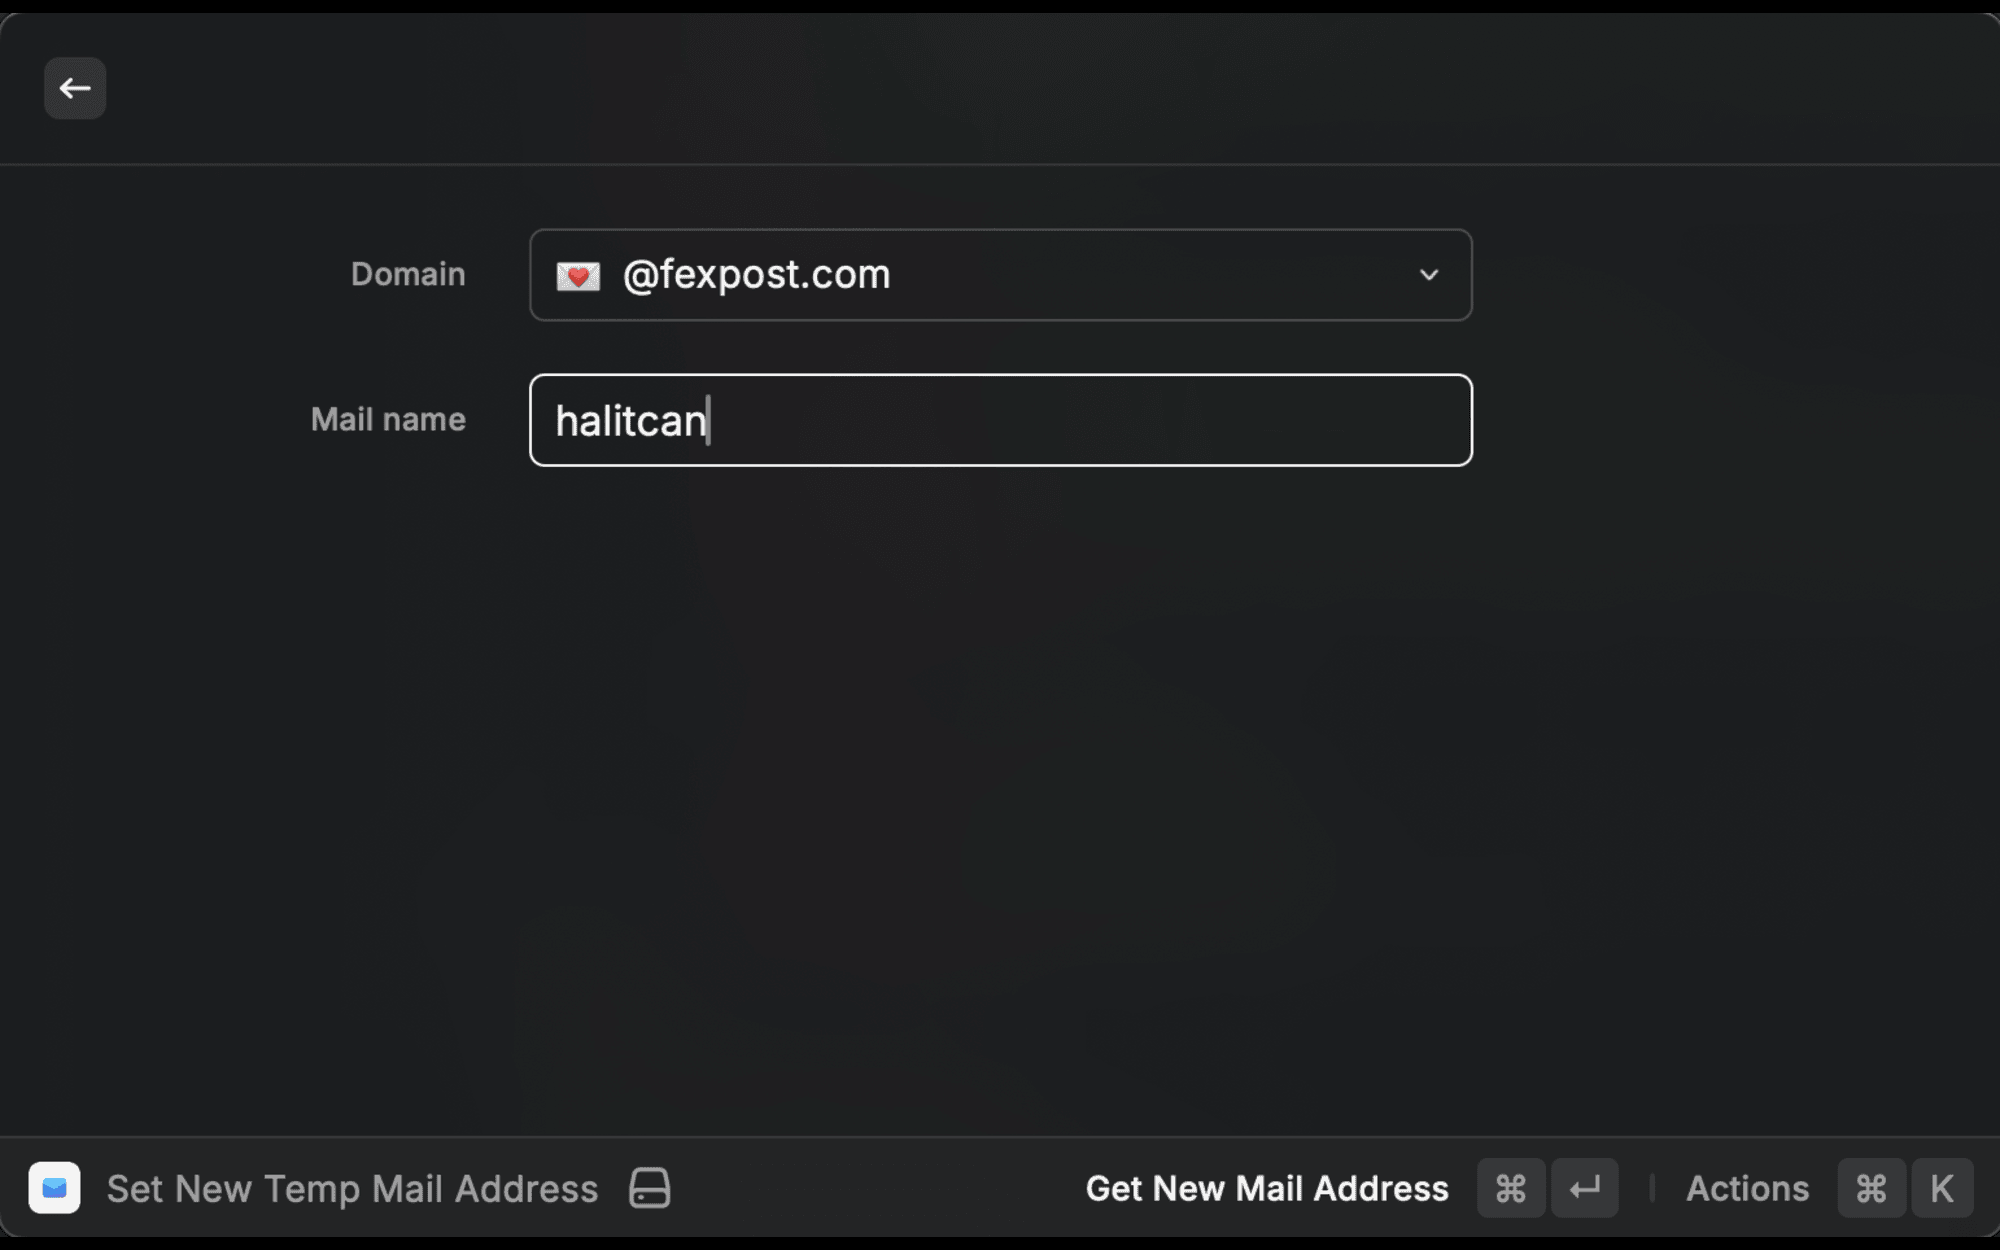 Domain
@fexpost.com
Mail name
halitcan
Set New Temp Mail Address
Get New Mail Address ⌘ ↵
Actions ⌘ K